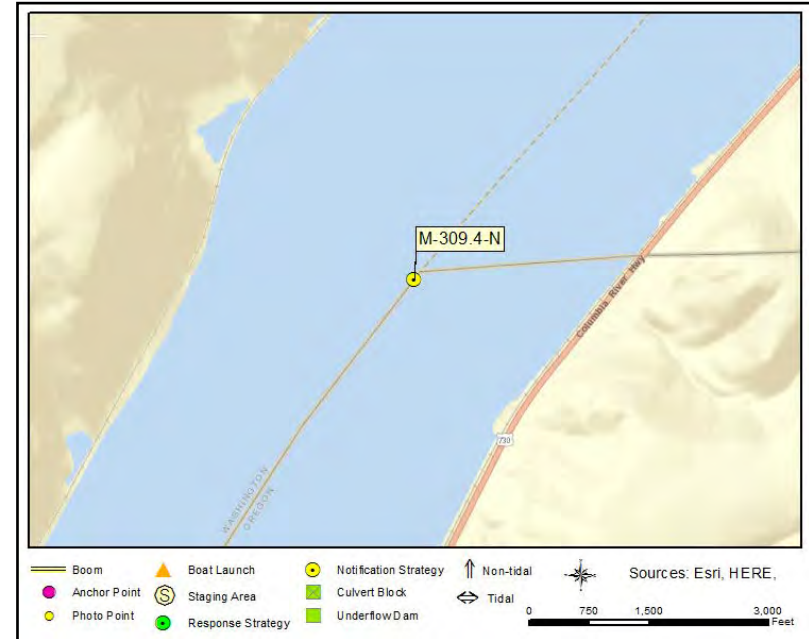 M-309.4-N
Columbia River Hwy
730
WASHINGTON
OREGON
Boom
Boat Launch
Notification Strategy
Non-tidal
Sources: Esri, HERE,
Anchor Point
S
Staging Area
Culvert Block
Tidal
Photo Point
Response Strategy
Underflow Dam
0 750 1,500 3,000
Feet